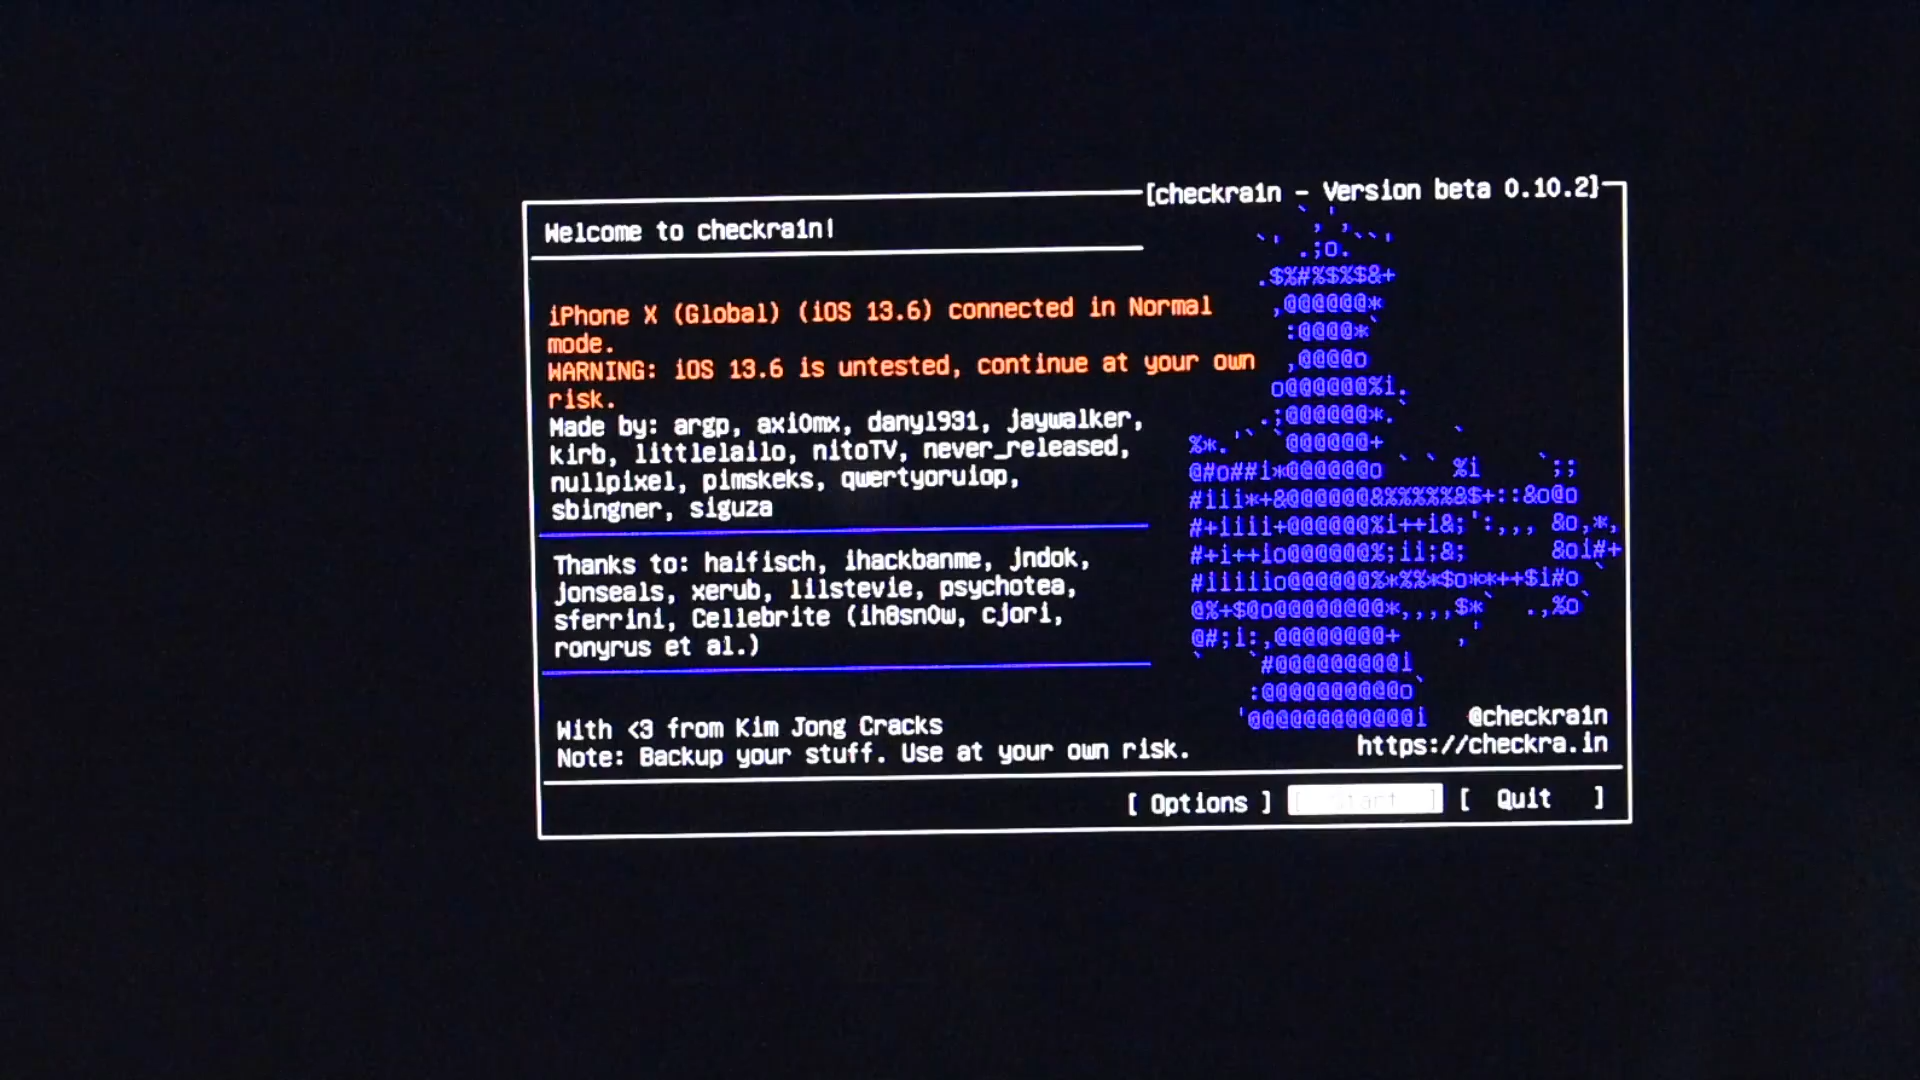 [checkra1n - Version beta 0.10.2]
Welcome to checkra1n!
iPhone X (Global) (iOS 13.6) connected in Normal
mode.
WARNING: iOS 13.6 is untested, continue at your own
risk.
Made by: argp, axi0mx, danyl931, jaywalker,
kirb, littlelailo, nitoTV, never_released,
nullpixel, pimskeks, qwertyoruiop,
sbingner, siguza
Thanks to: haifisch, ihackbanme, jndok,
jonseals, xerub, lilstevie, psychotea,
sferrini, Cellebrite (ih8sn0w, cjori,
ronyrus et al.)
With <3 from Kim Jong Cracks
Note: Backup your stuff. Use at your own risk.
@checkra1n
https://checkra.in
[ Options ] [ Start ] [ Quit ]